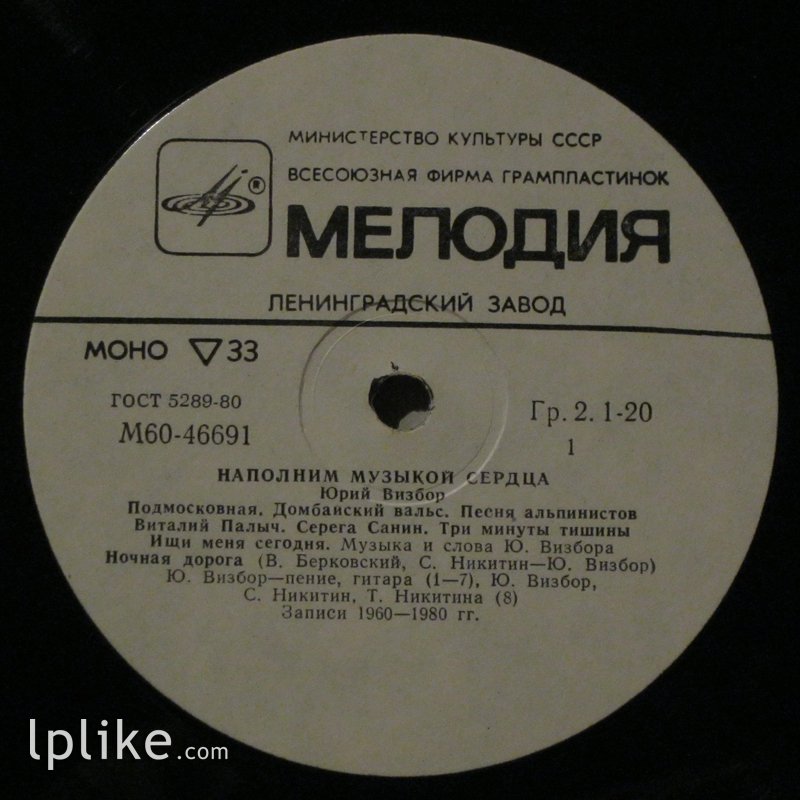 МИНИСТЕРСТВО КУЛЬТУРЫ СССР
ВСЕСОЮЗНАЯ ФИРМА ГРАМПЛАСТИНОК
®
МЕЛОДИЯ
ЛЕНИНГРАДСКИЙ ЗАВОД
МОНО ▽ 33
ГОСТ 5289-80
М60-46691
Гр. 2. 1-20
1
НАПОЛНИМ МУЗЫКОЙ СЕРДЦА
Юрий Визбор
Подмосковная. Домбайский вальс. Песня альпинистов
Виталий Палыч. Серега Санин. Три минуты тишины
Ищи меня сегодня. Музыка и слова Ю. Визбора
Ночная дорога (В. Берковский, С. Никитин—Ю. Визбор)
Ю. Визбор—пение, гитара (1—7), Ю. Визбор,
С. Никитин, Т. Никитина (8)
Записи 1960—1980 гг.
lplike.com